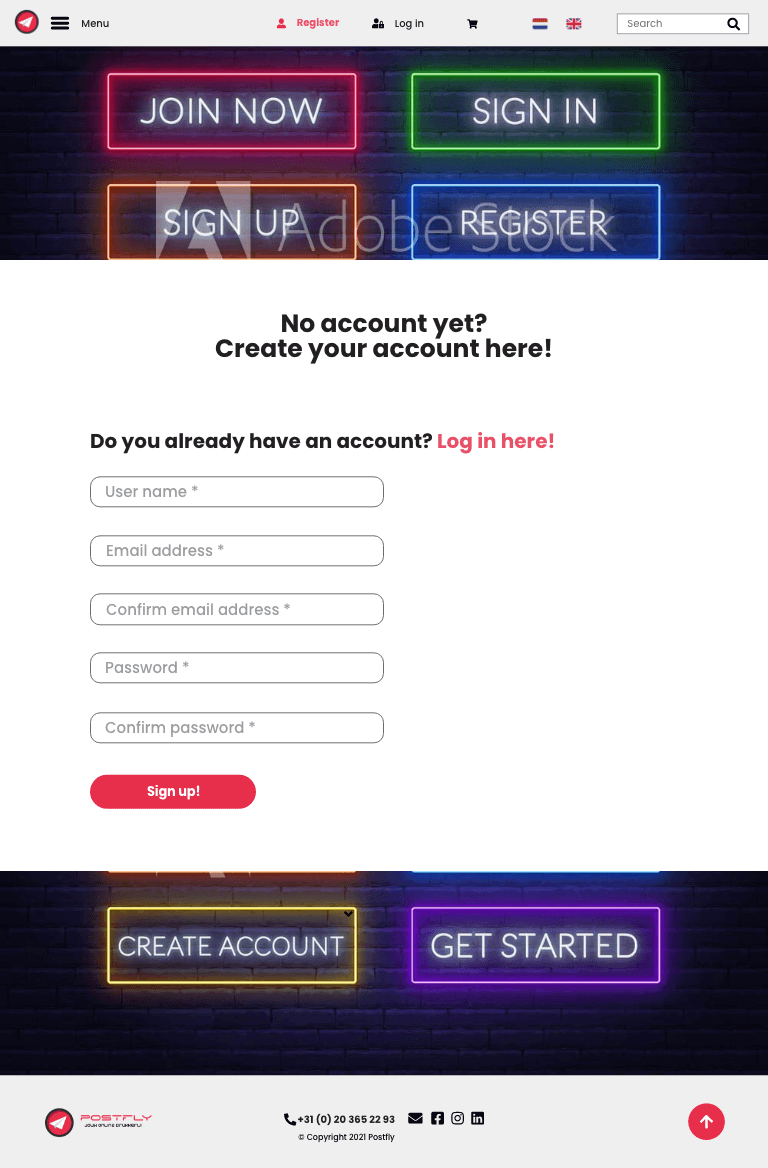 Menu
Register
Log in
Search
JOIN NOW
SIGN IN
SIGN UP
REGISTER
Adobe Stock
No account yet?
Create your account here!
Do you already have an account? Log in here!
User name *
Email address *
Confirm email address *
Password *
Confirm password *
Sign up!
CREATE ACCOUNT
GET STARTED
POSTFLY
+31 (0) 20 365 22 93
© Copyright 2021 Postfly